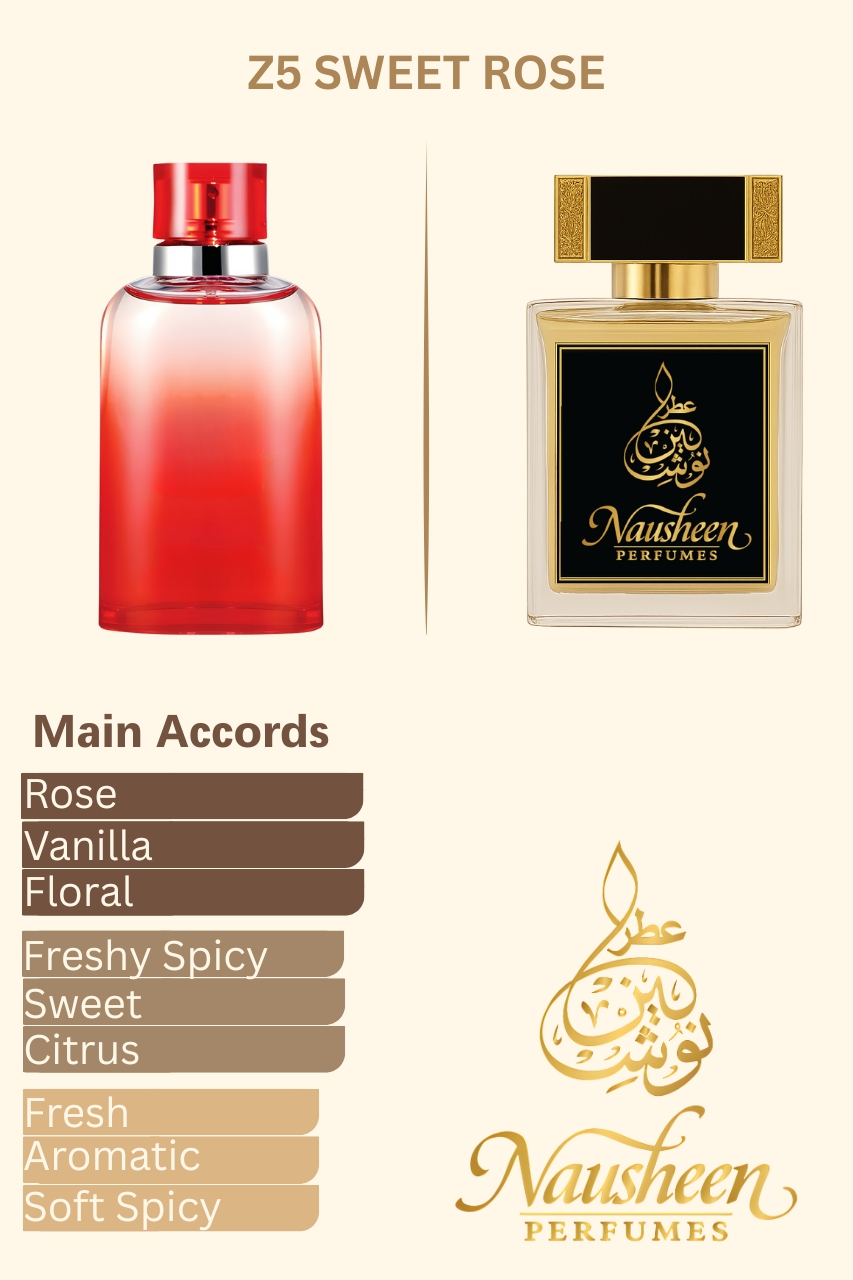 Z5 SWEET ROSE
عطر
نوشين
Nausheen
PERFUMES
Main Accords
Rose
Vanilla
Floral
Freshy Spicy
Sweet
Citrus
Fresh
Aromatic
Soft Spicy
عطر
نوشين
Nausheen
PERFUMES